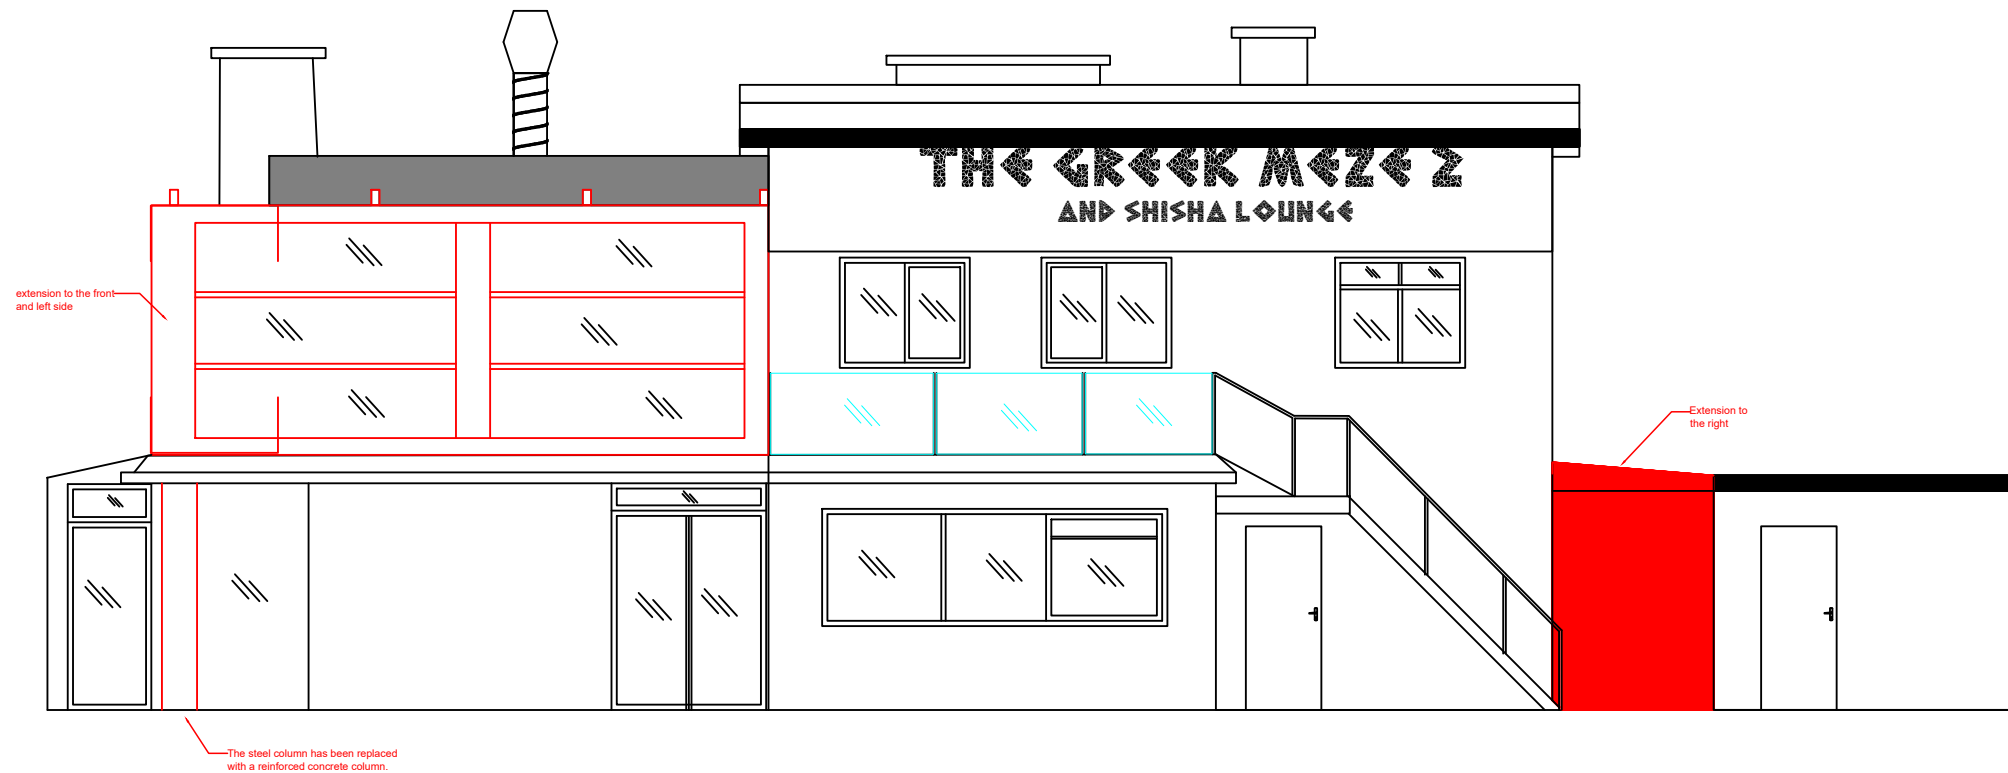 THE GREEK MEZE 2
AND SHISHA LOUNGE
extension to the front
and left side
Extension to
the right
The steel column has been replaced
with a reinforced concrete column.